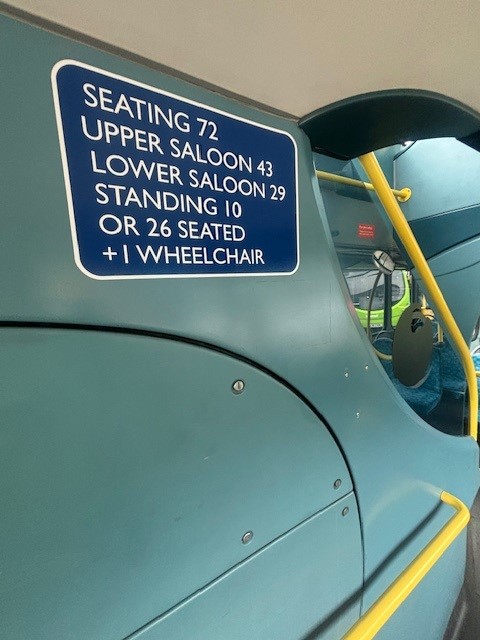 SEATING 72
UPPER SALOON 43
LOWER SALOON 29
STANDING 10
OR 26 SEATED
+1 WHEELCHAIR